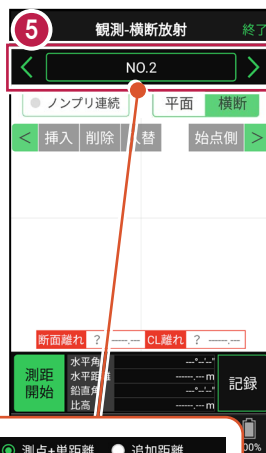 5
観測-横断放射 終了
< NO.2 >
ノンプリ連続 平面 横断
< 挿入 削除 替 始点側 >
断面離れ ? ---.--- CL離れ ? ---.---
測距開始
水平角 ---°--'--"
水平距離 ------.--- m
鉛直角 ---°--'--"
比高 ------.--- m
記録
00%
測点+単距離 追加距離